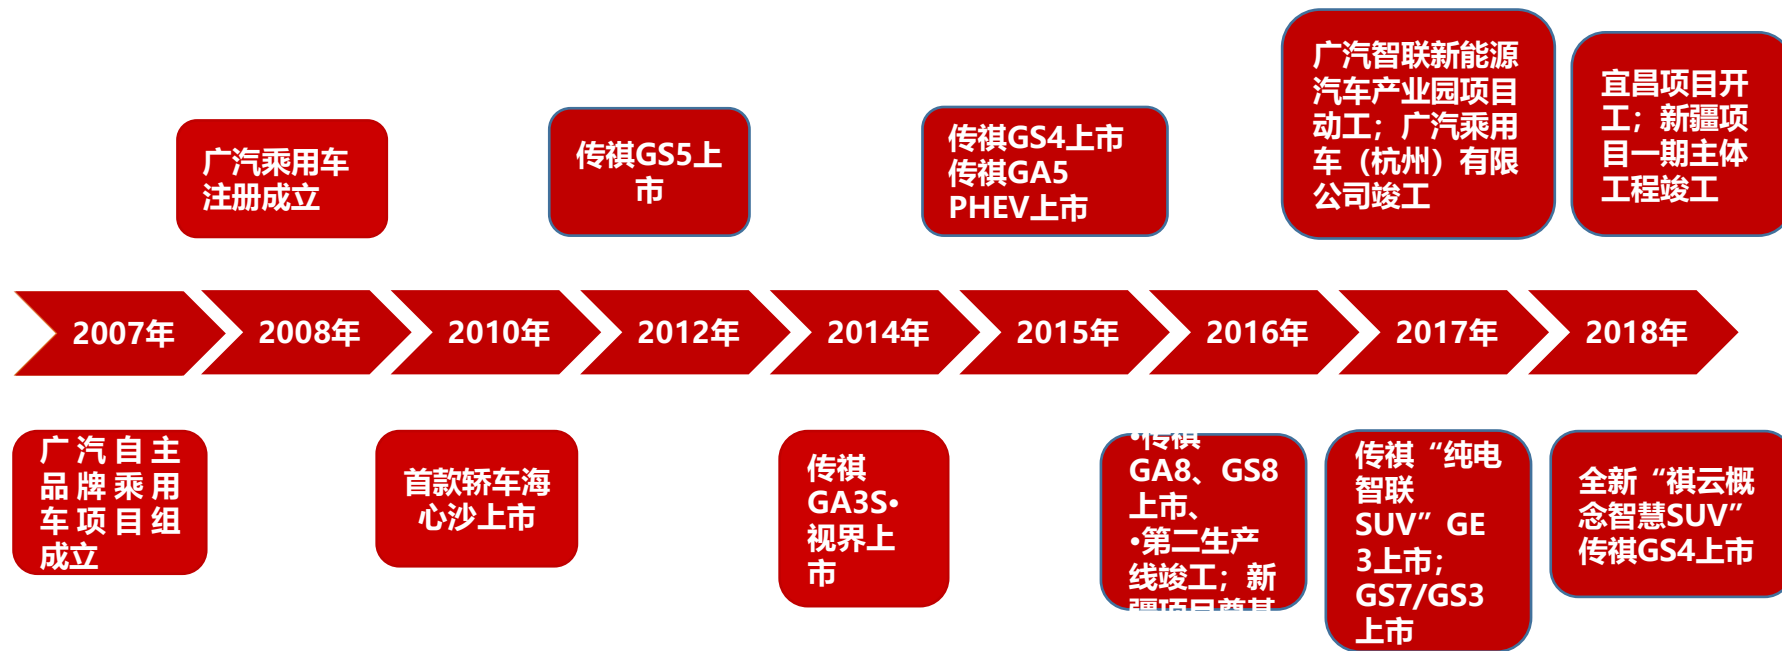 广汽智联新能源
汽车产业园项目
动工；广汽乘用
车（杭州）有限
公司竣工
宜昌项目开
工；新疆项
目一期主体
工程竣工
广汽乘用车
注册成立
传祺GS5上
市
传祺GS4上市
传祺GA5
PHEV上市
2007年
2008年
2010年
2012年
2014年
2015年
2016年
2017年
2018年
广汽自主
品牌乘用
车项目组
成立
首款轿车海
心沙上市
传祺
GA3S•
视界上
市
•传祺
GA8、GS8
上市、
•第二生产
线竣工；新
疆项目奠基
传祺“纯电
智联
SUV”GE
3上市；
GS7/GS3
上市
全新“祺云概
念智慧SUV”
传祺GS4上市